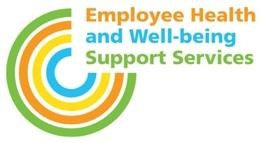 Employee Health
and Well-being
Support Services